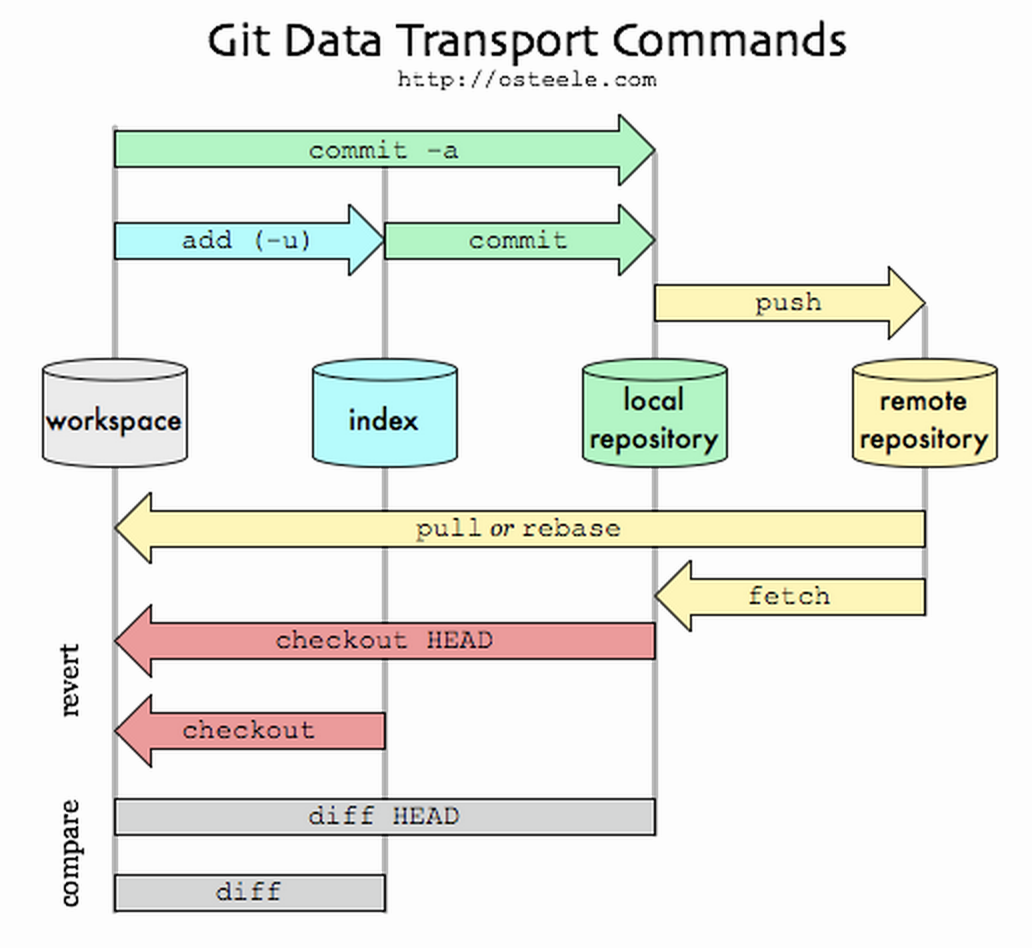 Git Data Transport Commands
http://osteele.com
commit -a
add (-u)
commit
push
workspace
index
local
repository
remote
repository
pull or rebase
fetch
revert
checkout HEAD
checkout
compare
diff HEAD
diff